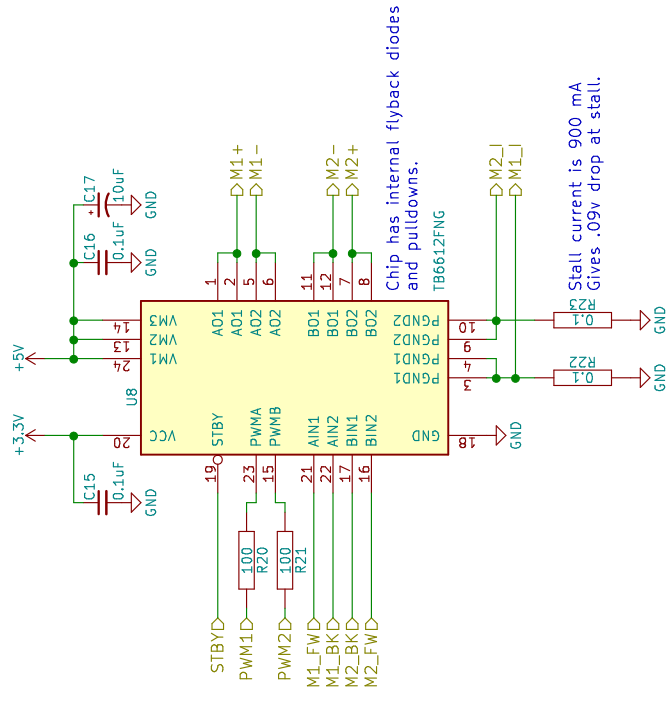 Chip has internal flyback diodes
and pulldowns.
Stall current is 900 mA
Gives .09v drop at stall.
M1+
M1-
M2-
M2+
M2_I
M1_I
C17
10uF
GND
C16
0.1uF
GND
+5V
+3.3V
C15
0.1uF
GND
U8
TB6612FNG
1
2
5
6
11
12
7
8
AO1
AO1
AO2
AO2
BO1
BO1
BO2
BO2
14
VM3
13
VM2
24
VM1
20
VCC
PGND2
10
PGND2
9
PGND1
4
PGND1
3
GND
18
GND
R23
0.1
GND
R22
0.1
GND
STBY
PWMA
PWMB
AIN1
AIN2
BIN1
BIN2
19
23
15
21
22
17
16
100
R20
100
R21
STBY
PWM1
PWM2
M1_FW
M1_BK
M2_BK
M2_FW